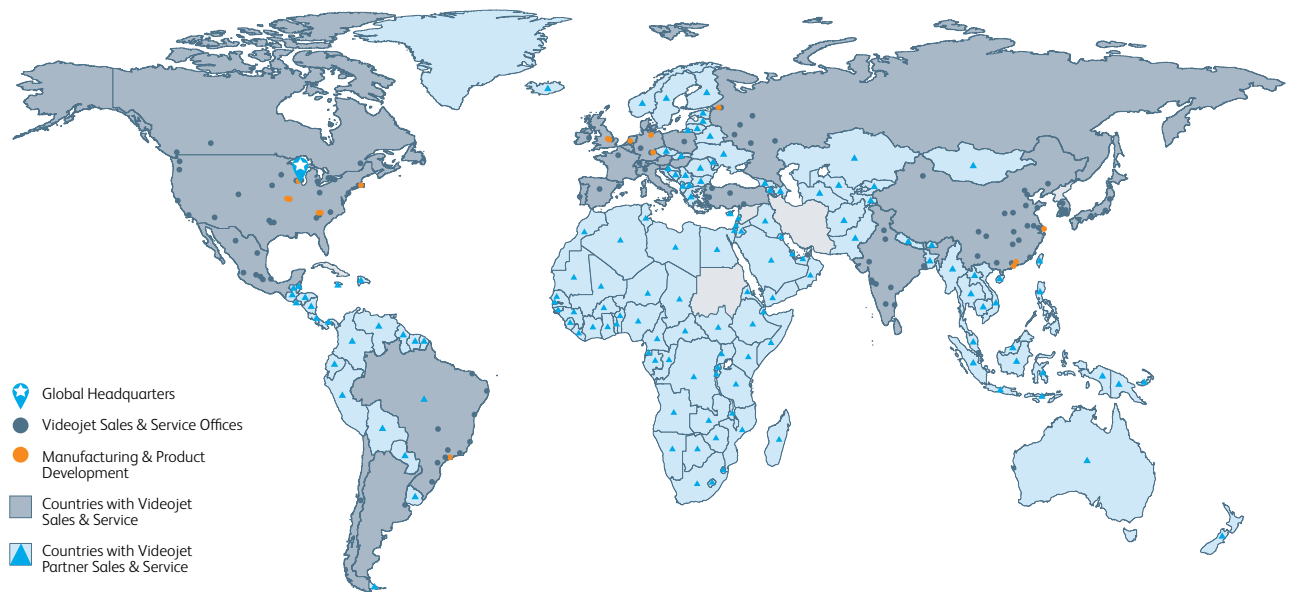 Global Headquarters
Videojet Sales & Service Offices
Manufacturing & Product
Development
Countries with Videojet
Sales & Service
Countries with Videojet
Partner Sales & Service